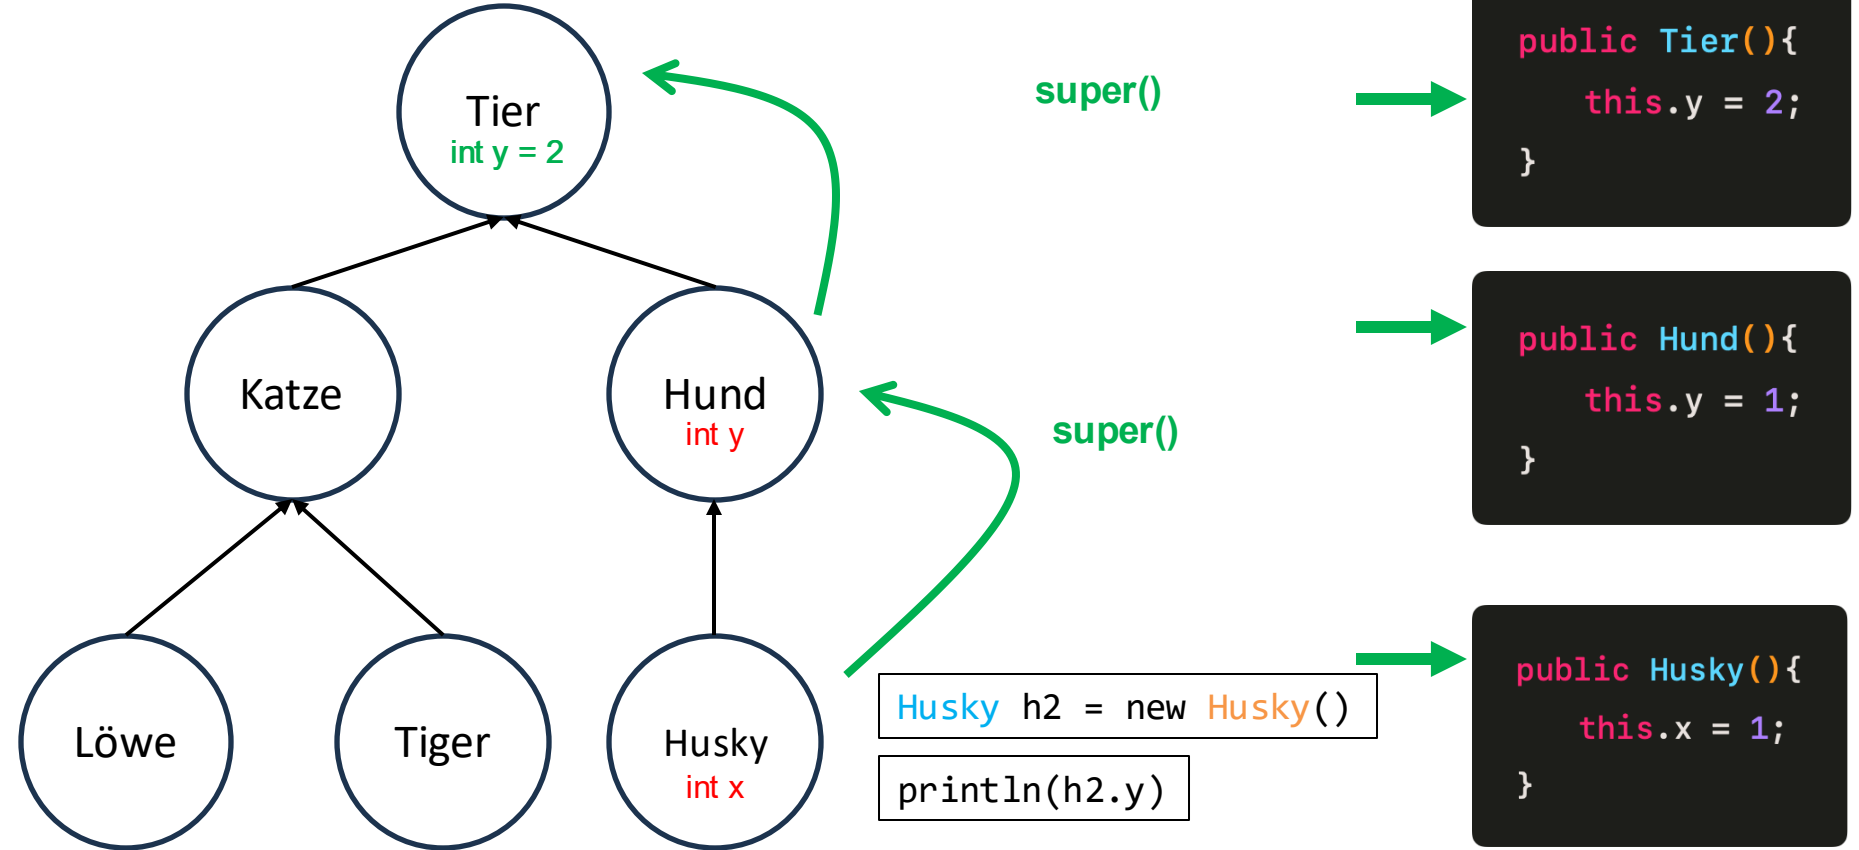 Tier
int y = 2
super()
public Tier(){
this.y = 2;
}
Katze
Hund
int y
super()
public Hund(){
this.y = 1;
}
Löwe
Tiger
Husky
int x
Husky h2 = new Husky()
println(h2.y)
public Husky(){
this.x = 1;
}